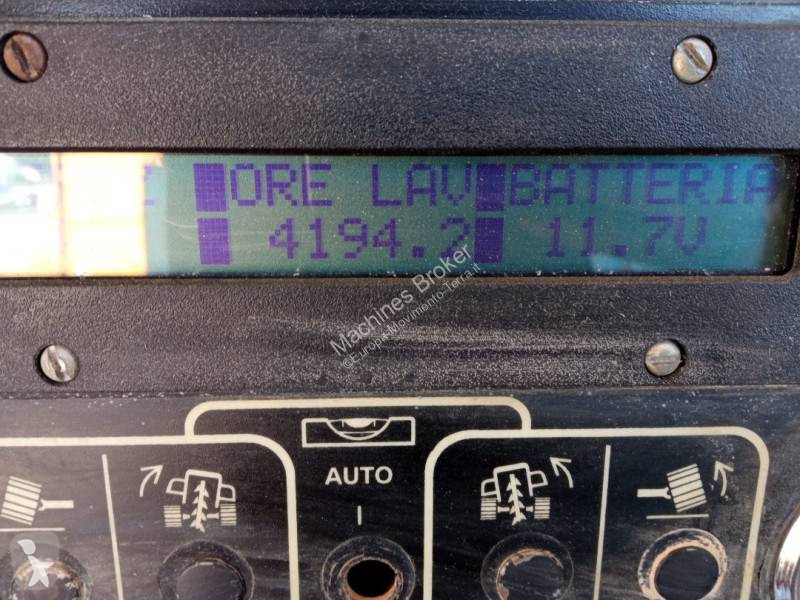 ORE LAV BATTERIA
4194.2 11.7V
Machines Broker
©Europa-Movimento-Terra.it
AUTO